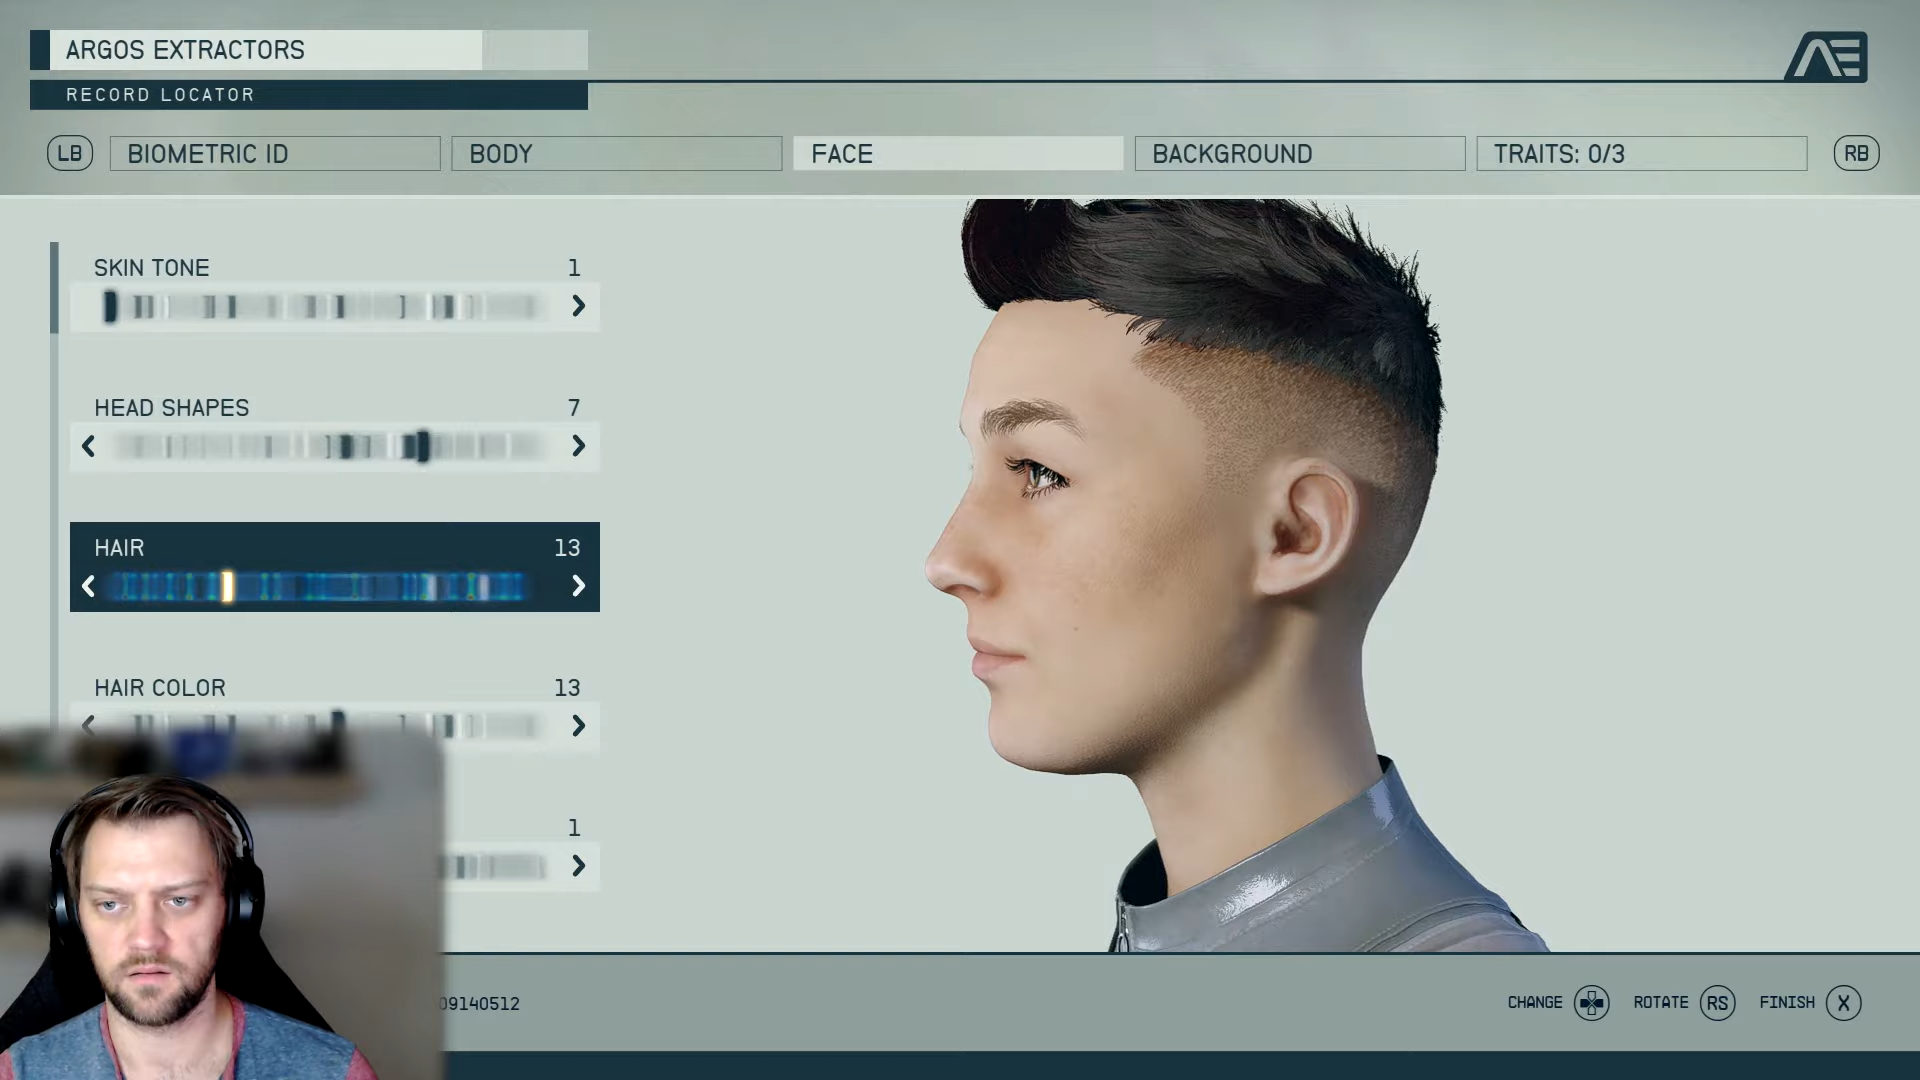 ARGOS EXTRACTORS
RECORD LOCATOR
LB BIOMETRIC ID BODY FACE BACKGROUND TRAITS: 0/3 RB
SKIN TONE 1
HEAD SHAPES 7
HAIR 13
HAIR COLOR 13
1
09140512
CHANGE ROTATE RS FINISH X